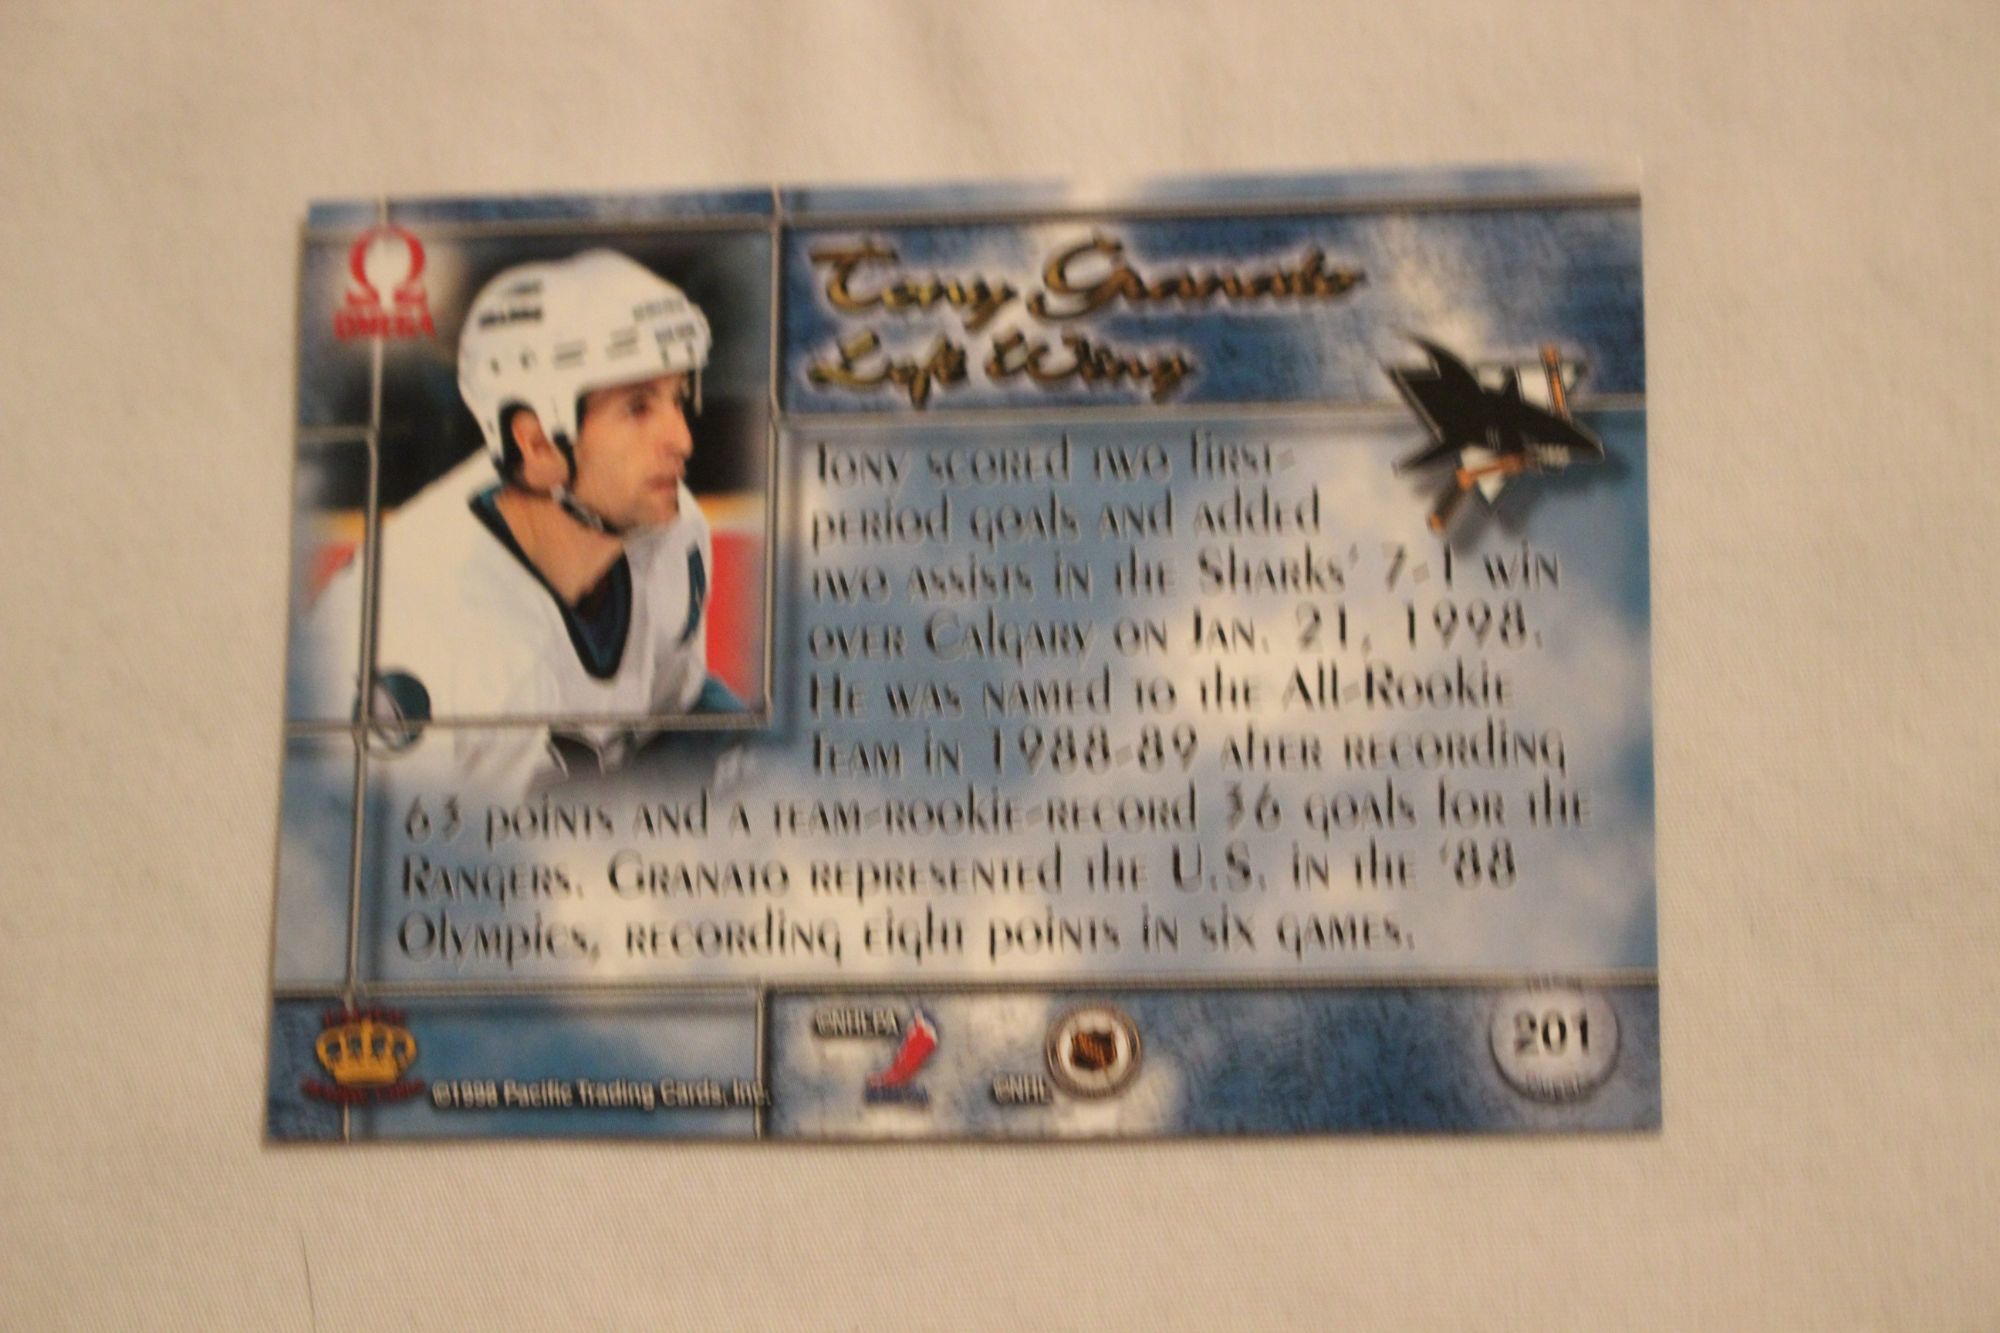 OMEGA
Tony Granato
Left Wing
Tony scored two first-
period goals and added
two assists in the Sharks' 7-1 win
over Calgary on Jan. 21, 1998.
He was named to the All-Rookie
Team in 1988-89 after recording
63 points and a team-rookie-record 36 goals for the
Rangers. Granato represented the U.S. in the '88
Olympics, recording eight points in six games.
©1998 Pacific Trading Cards, Inc.
©NHLPA
©NHL
201